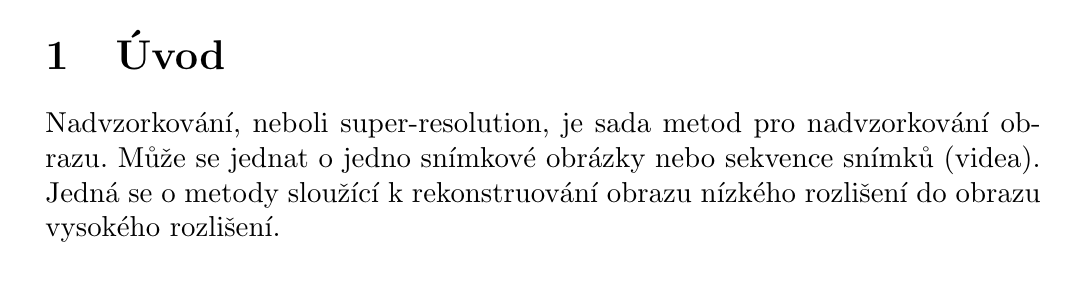 1 Úvod
Nadvzorkování, neboli super-resolution, je sada metod pro nadvzorkování ob-
razu. Může se jednat o jedno snímkové obrázky nebo sekvence snímků (videa).
Jedná se o metody sloužící k rekonstruování obrazu nízkého rozlišení do obrazu
vysokého rozlišení.